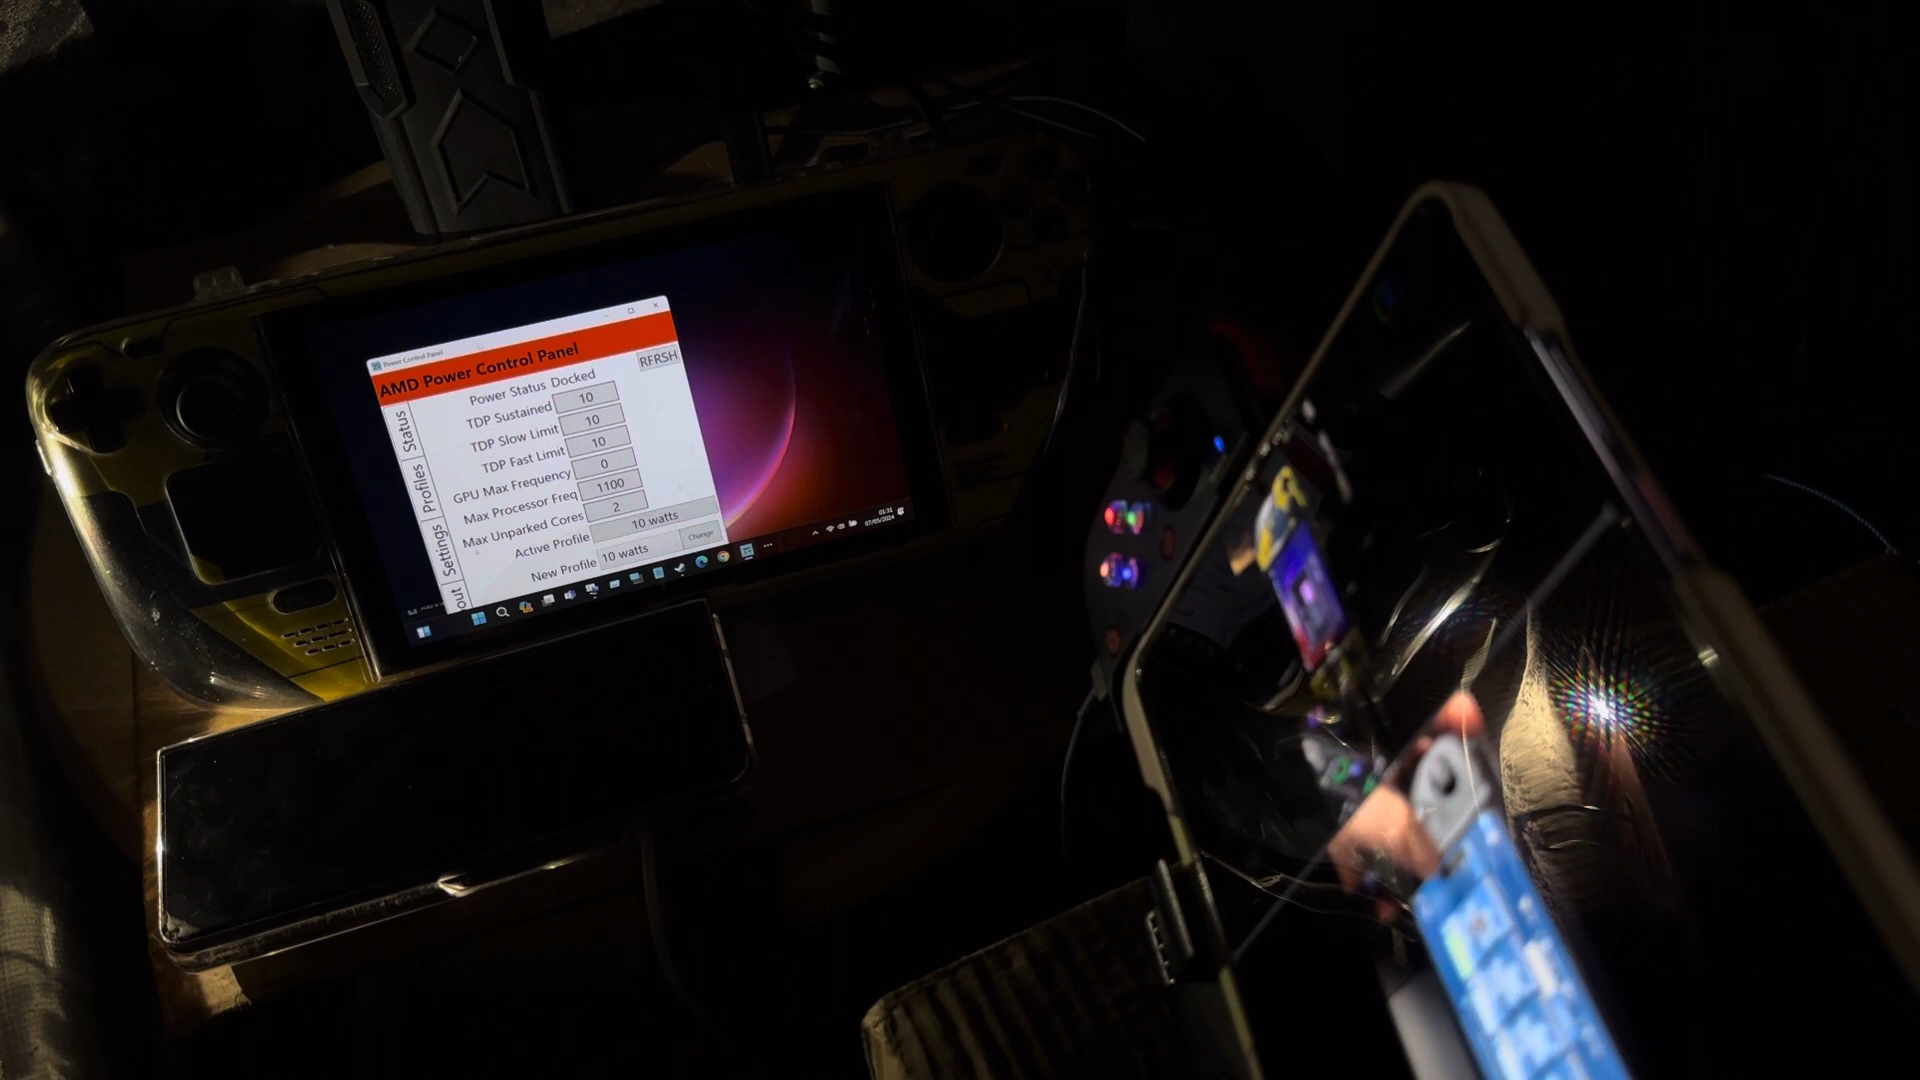 Power Control Panel
AMD Power Control Panel
RFRSH
Power Status Docked
TDP Sustained 10
TDP Slow Limit 10
TDP Fast Limit 10
GPU Max Frequency 0
Max Processor Freq 1100
Max Unparked Cores 2
Active Profile 10 watts
New Profile 10 watts Change
Status
Profiles
Settings
out
01:31
07/05/2024